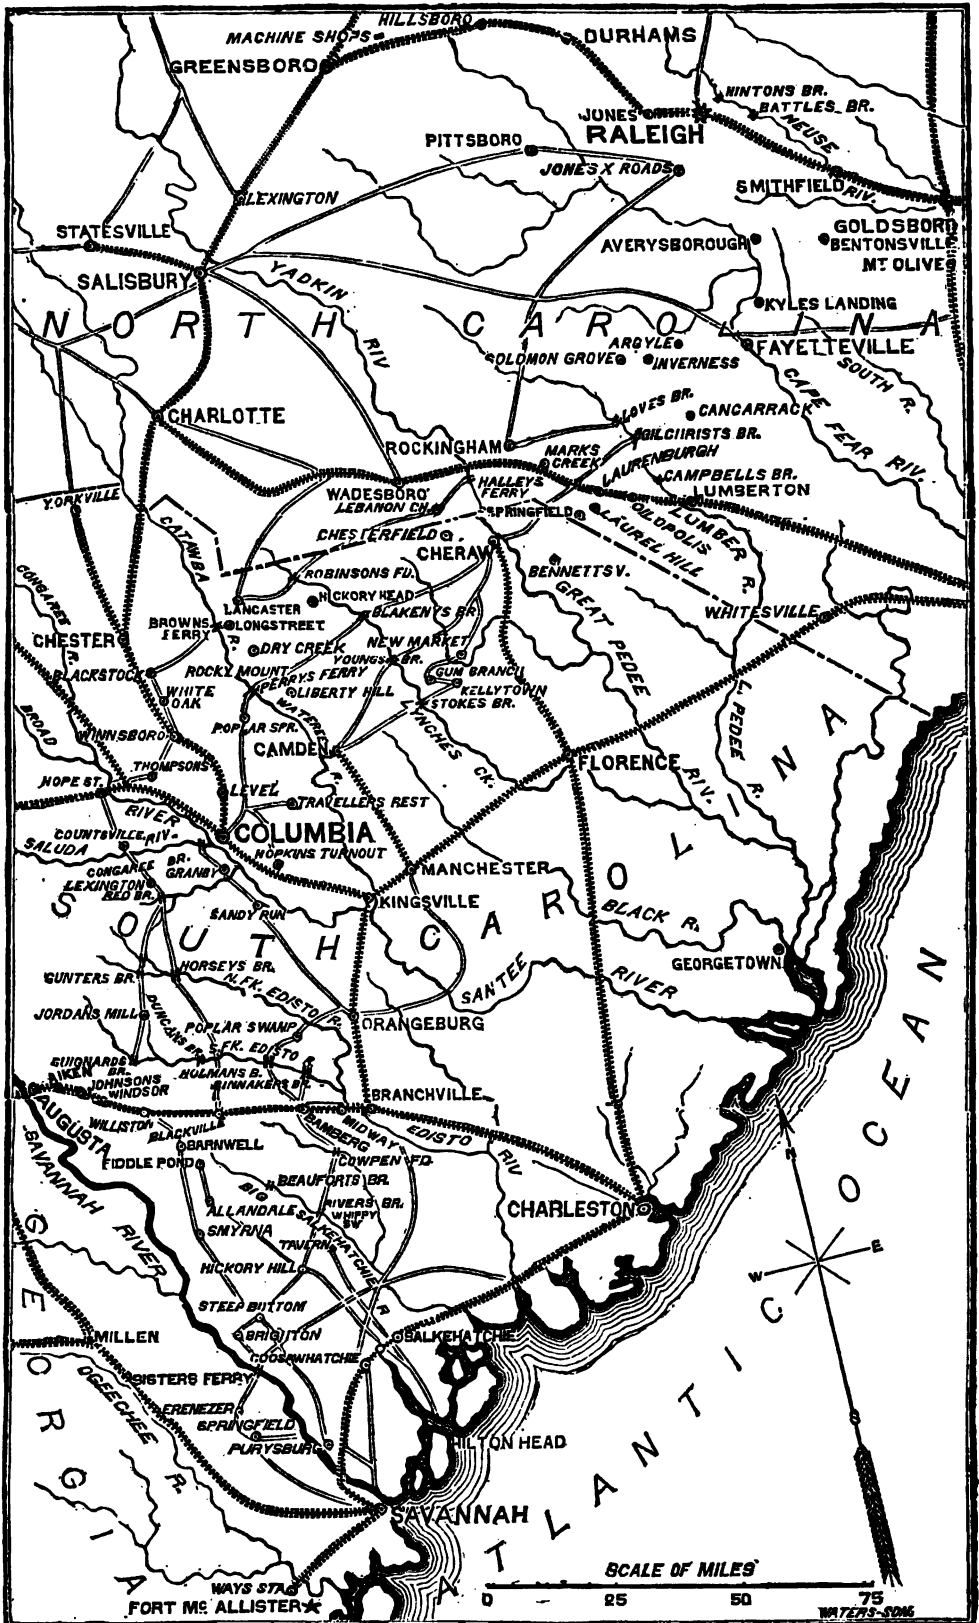 HILLSBORO
MACHINE SHOPS
DURHAMS
GREENSBORO
HINTONS BR.
BATTLES BR.
JONES
RALEIGH
NEUSE
RIV.
PITTSBORO
JONES X ROADS
SMITHFIELD
LEXINGTON
GOLDSBORO
STATESVILLE
AVERYSBOROUGH
BENTONSVILLE
MT OLIVE
SALISBURY
YADKIN
RIV
KYLES LANDING
NORTH CAROLINA
ARGYLE
FAYETTEVILLE
SOLOMON GROVE
INVERNESS
SOUTH R.
CAPE
FEAR RIV.
LOVES BR.
CANCARRACK
CHARLOTTE
GILCHRISTS BR.
ROCKINGHAM
MARKS
CREEK
LAURENBURGH
HALLEYS
FERRY
CAMPBELLS BR.
LUMBERTON
WADESBORO
LEBANON CH.
YORKVILLE
SPRINGFIELD
GILOPOLIS
LUMBER
R.
LAUREL HILL
CATAWBA
R.
CHESTERFIELD
CHERAW
BENNETTSV.
ROBINSONS FD.
CONGAREE
R.
HICKORY HEAD
GREAT PEDEE
RIV.
LANCASTER
BLAKENYS BR
WHITESVILLE
BROWNS
FERRY
LONGSTREET
CHESTER
DRY CREEK
NEW MARKET
YOUNGS BR.
BLACKSTOCK
ROCKY MOUNT
PERRYS FERRY
GUM BRANCH
WHITE
OAK
LIBERTY HILL
KELLYTOWN
STOKES BR.
L. PEDEE
R.
BROAD
RIVER
WATEREE
R.
POPLAR SPR.
LYNCHES CK.
WINNSBORO
CAMDEN
THOMPSONS
FLORENCE
HOPE ST.
LEVEL
TRAVELLERS REST
COUNTSVILLE
COLUMBIA
SALUDA
RIV.
HOPKINS TURNOUT
CONGAREE
BR.
GRANBY
MANCHESTER
LEXINGTON
RED BR.
KINGSVILLE
SANDY RUN
BLACK R.
SOUTH CAROLINA
GEORGETOWN
HORSEYS BR.
GUNTERS BR.
N. FK. EDISTO
R.
SANTEE
RIVER
JORDANS MILL
DUNCANS BR.
POPLAR SWAMP
ORANGEBURG
S. FK. EDISTO
R.
GUIGNARDS
BR.
HOLMANS B.
BINNAKERS BR.
AIKEN
JOHNSONS
WINDSOR
BRANCHVILLE
AUGUSTA
WILLISTON
BLACKVILLE
BAMBERG
MIDWAY
EDISTO
RIV
BARNWELL
FIDDLE POND
COWPEN FD.
SAVANNAH RIVER
BIG
SALKEHATCHIE
R
BEAUFORTS BR.
ALLANDALE
RIVERS BR.
WHIPPY
SW
CHARLESTON
SMYRNA
TAVERN
HICKORY HILL
STEEP BOTTOM
BRIGHTON
SALKEHATCHIE
COOSAWHATCHIE
MILLEN
SISTERS FERRY
OGEECHEE
R.
EBENEZER
SPRINGFIELD
PURYSBURG
HILTON HEAD
GEORGIA
SAVANNAH
WAYS STA.
FORT MC ALLISTER
ATLANTIC OCEAN
N
E
W
S
SCALE OF MILES
0 25 50 75
WATERS-SON